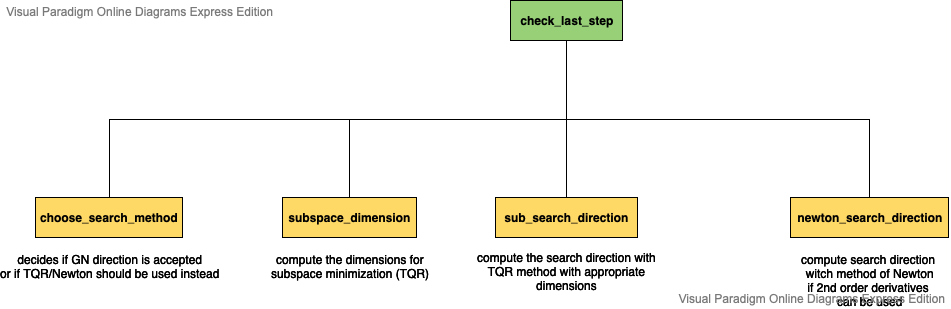 Visual Paradigm Online Diagrams Express Edition
check_last_step
choose_search_method
subspace_dimension
sub_search_direction
newton_search_direction
decides if GN direction is accepted
or if TQR/Newton should be used instead
compute the dimensions for
subspace minimization (TQR)
compute the search direction with
TQR method with appropriate
dimensions
compute search direction
witch method of Newton
if 2nd order derivatives
can be used
Visual Paradigm Online Diagrams Express Edition